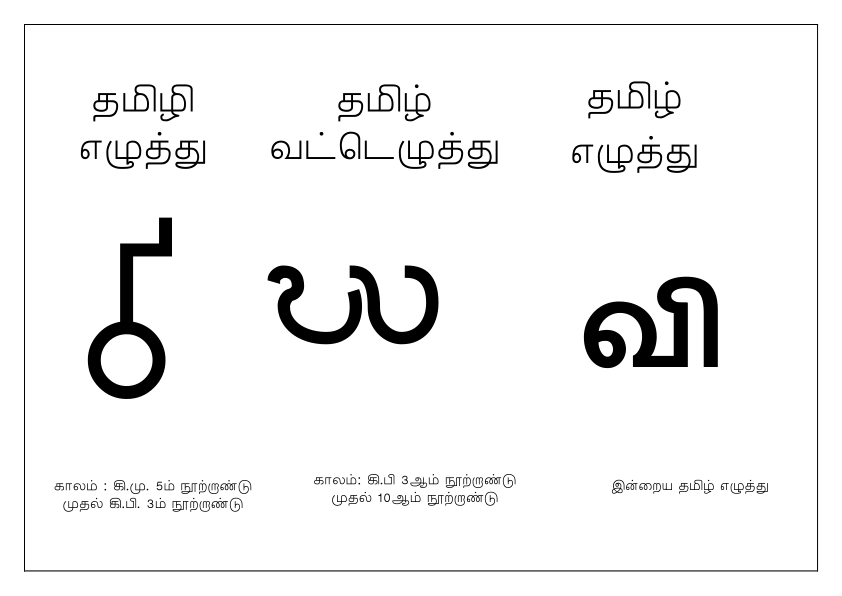 தமிழி
எழுத்து
தமிழ்
வட்டெழுத்து
தமிழ்
எழுத்து
வி
காலம் : கி.மு. 5ம் நூற்றாண்டு
முதல் கி.பி. 3ம் நூற்றாண்டு
காலம்: கி.பி 3ஆம் நூற்றாண்டு
முதல் 10ஆம் நூற்றாண்டு
இன்றைய தமிழ் எழுத்து